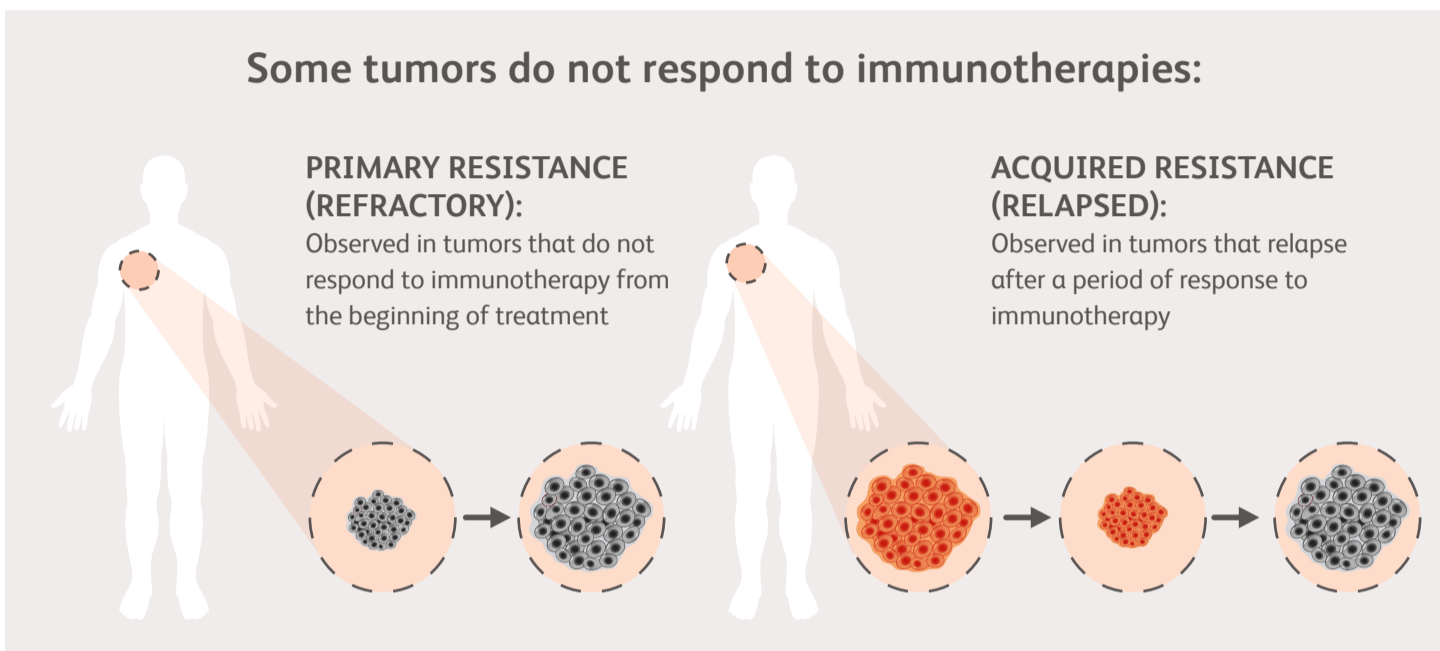 Some tumors do not respond to immunotherapies:
PRIMARY RESISTANCE
(REFRACTORY):
Observed in tumors that do not
respond to immunotherapy from
the beginning of treatment
ACQUIRED RESISTANCE
(RELAPSED):
Observed in tumors that relapse
after a period of response to
immunotherapy